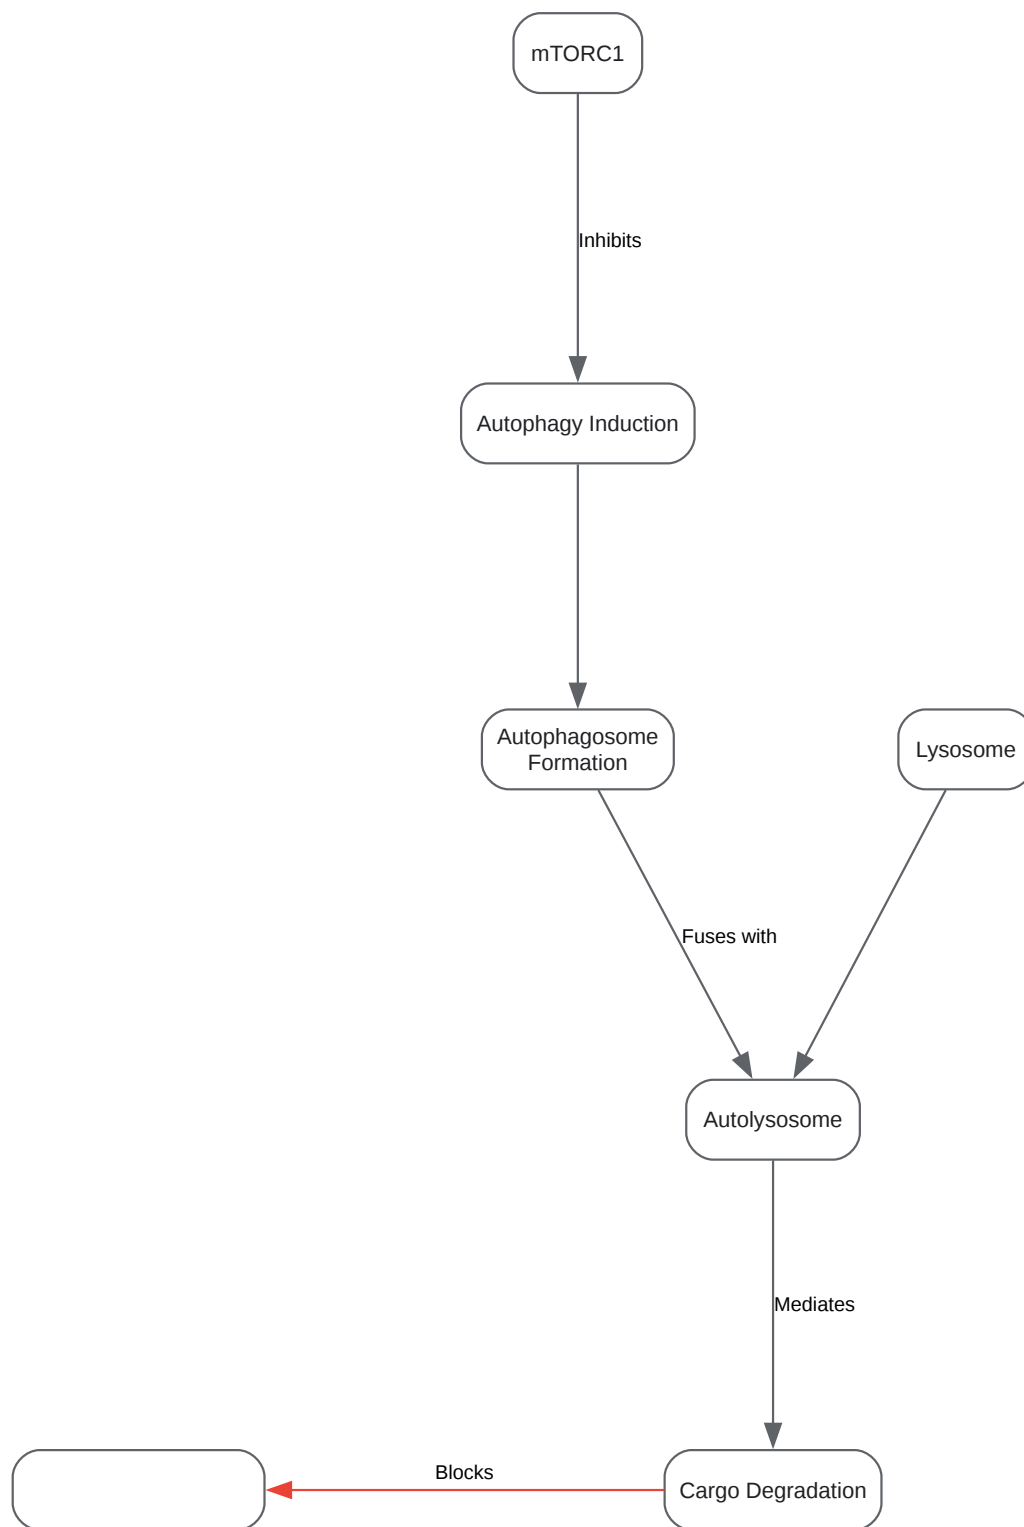 mTORC1
Inhibits
Autophagy Induction
Autophagosome
Formation
Lysosome
Fuses with
Autolysosome
Mediates
Blocks
Cargo Degradation